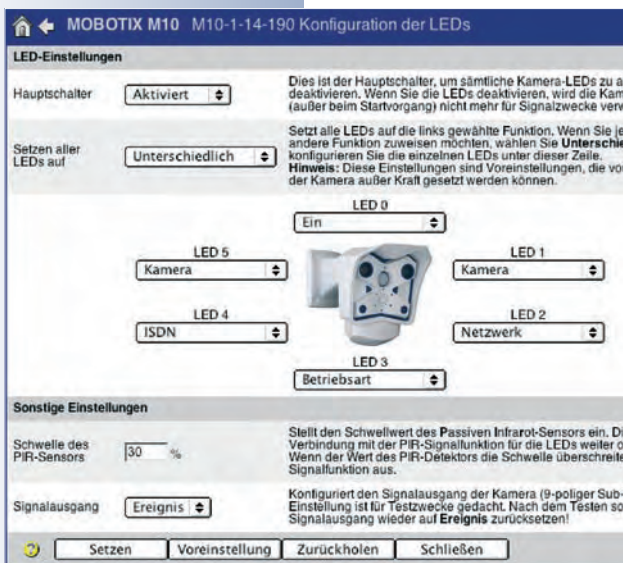 MOBOTIX M10 M10-1-14-190 Konfiguration der LEDs
LED-Einstellungen
Hauptschalter
Aktiviert
Dies ist der Hauptschalter, um sämtliche Kamera-LEDs zu a
deaktivieren. Wenn Sie die LEDs deaktivieren, wird die Kam
(außer beim Startvorgang) nicht mehr für Signalzwecke verw
Setzen aller
LEDs auf
Unterschiedlich
Setzt alle LEDs auf die links gewählte Funktion. Wenn Sie je
andere Funktion zuweisen möchten, wählen Sie Unterschie
konfigurieren Sie die einzelnen LEDs unter dieser Zeile.
Hinweis: Diese Einstellungen sind Voreinstellungen, die vo
der Kamera außer Kraft gesetzt werden können.
LED 0
Ein
LED 5
Kamera
LED 1
Kamera
LED 4
ISDN
LED 2
Netzwerk
LED 3
Betriebsart
Sonstige Einstellungen
Schwelle des
PIR-Sensors
30 %
Stellt den Schwellwert des Passiven Infrarot-Sensors ein. Di
Verbindung mit der PIR-Signalfunktion für die LEDs weiter o
Wenn der Wert des PIR-Detektors die Schwelle überschreite
Signalfunktion aus.
Signalausgang
Ereignis
Konfiguriert den Signalausgang der Kamera (9-poliger Sub-
Einstellung ist für Testzwecke gedacht. Nach dem Testen so
Signalausgang wieder auf Ereignis zurücksetzen!
Setzen Voreinstellung Zurückholen Schließen